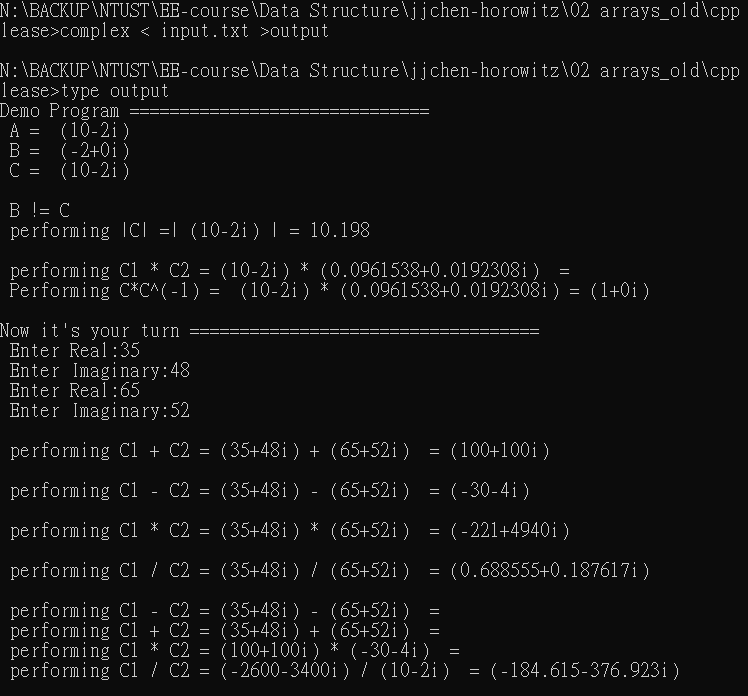 N:\BACKUP\NTUST\EE-course\Data Structure\jjchen-horowitz\02 arrays_old\cpp
lease>complex < input.txt >output
N:\BACKUP\NTUST\EE-course\Data Structure\jjchen-horowitz\02 arrays_old\cpp
lease>type output
Demo Program ==============================
A =  (10-2i)
B =  (-2+0i)
C =  (10-2i)
B != C
performing |C| =| (10-2i) | = 10.198
performing C1 * C2 = (10-2i) * (0.0961538+0.0192308i)  =
Performing C*C^(-1) =  (10-2i) * (0.0961538+0.0192308i) = (1+0i)
Now it's your turn ===================================
Enter Real:35
Enter Imaginary:48
Enter Real:65
Enter Imaginary:52
performing C1 + C2 = (35+48i) + (65+52i)  = (100+100i)
performing C1 - C2 = (35+48i) - (65+52i)  = (-30-4i)
performing C1 * C2 = (35+48i) * (65+52i)  = (-221+4940i)
performing C1 / C2 = (35+48i) / (65+52i)  = (0.688555+0.187617i)
performing C1 - C2 = (35+48i) - (65+52i)  =
performing C1 + C2 = (35+48i) + (65+52i)  =
performing C1 * C2 = (100+100i) * (-30-4i)  =
performing C1 / C2 = (-2600-3400i) / (10-2i)  = (-184.615-376.923i)